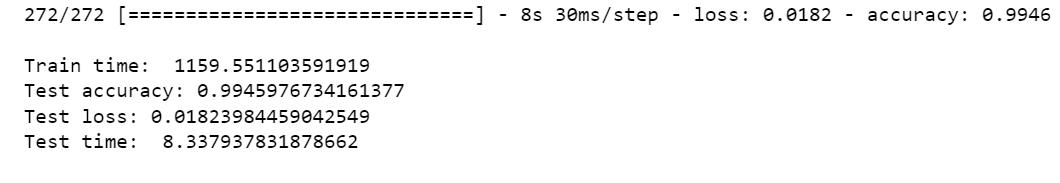 272/272 [==============================] - 8s 30ms/step - loss: 0.0182 - accuracy: 0.9946
Train time:  1159.551103591919
Test accuracy: 0.9945976734161377
Test loss: 0.01823984459042549
Test time:  8.337937831878662